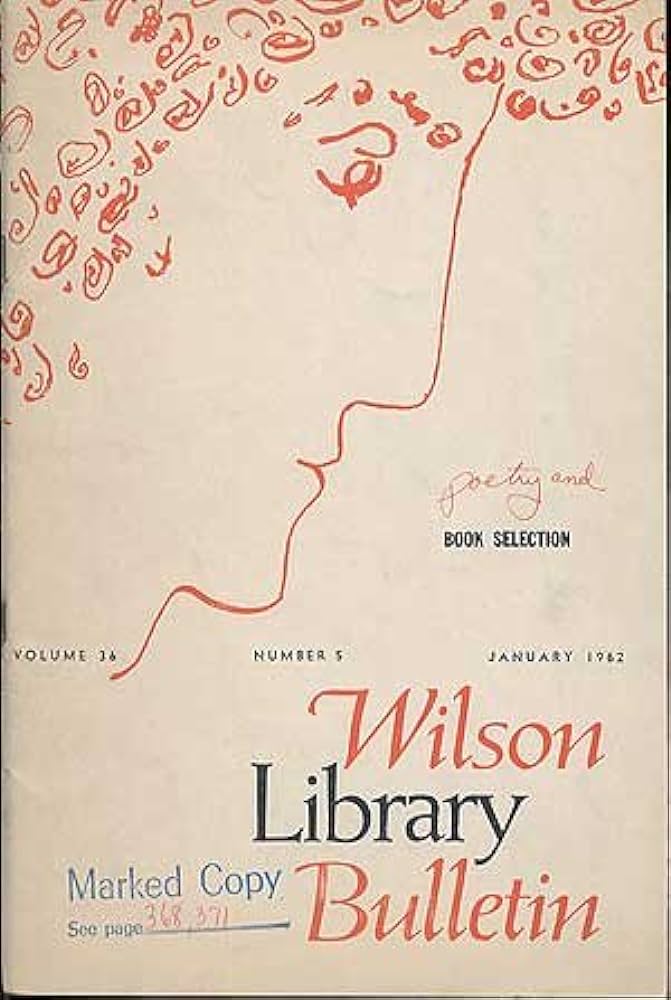 poetry and
BOOK SELECTION
VOLUME 36
NUMBER 5
JANUARY 1962
Wilson
Library
Bulletin
Marked Copy
See page 368, 371